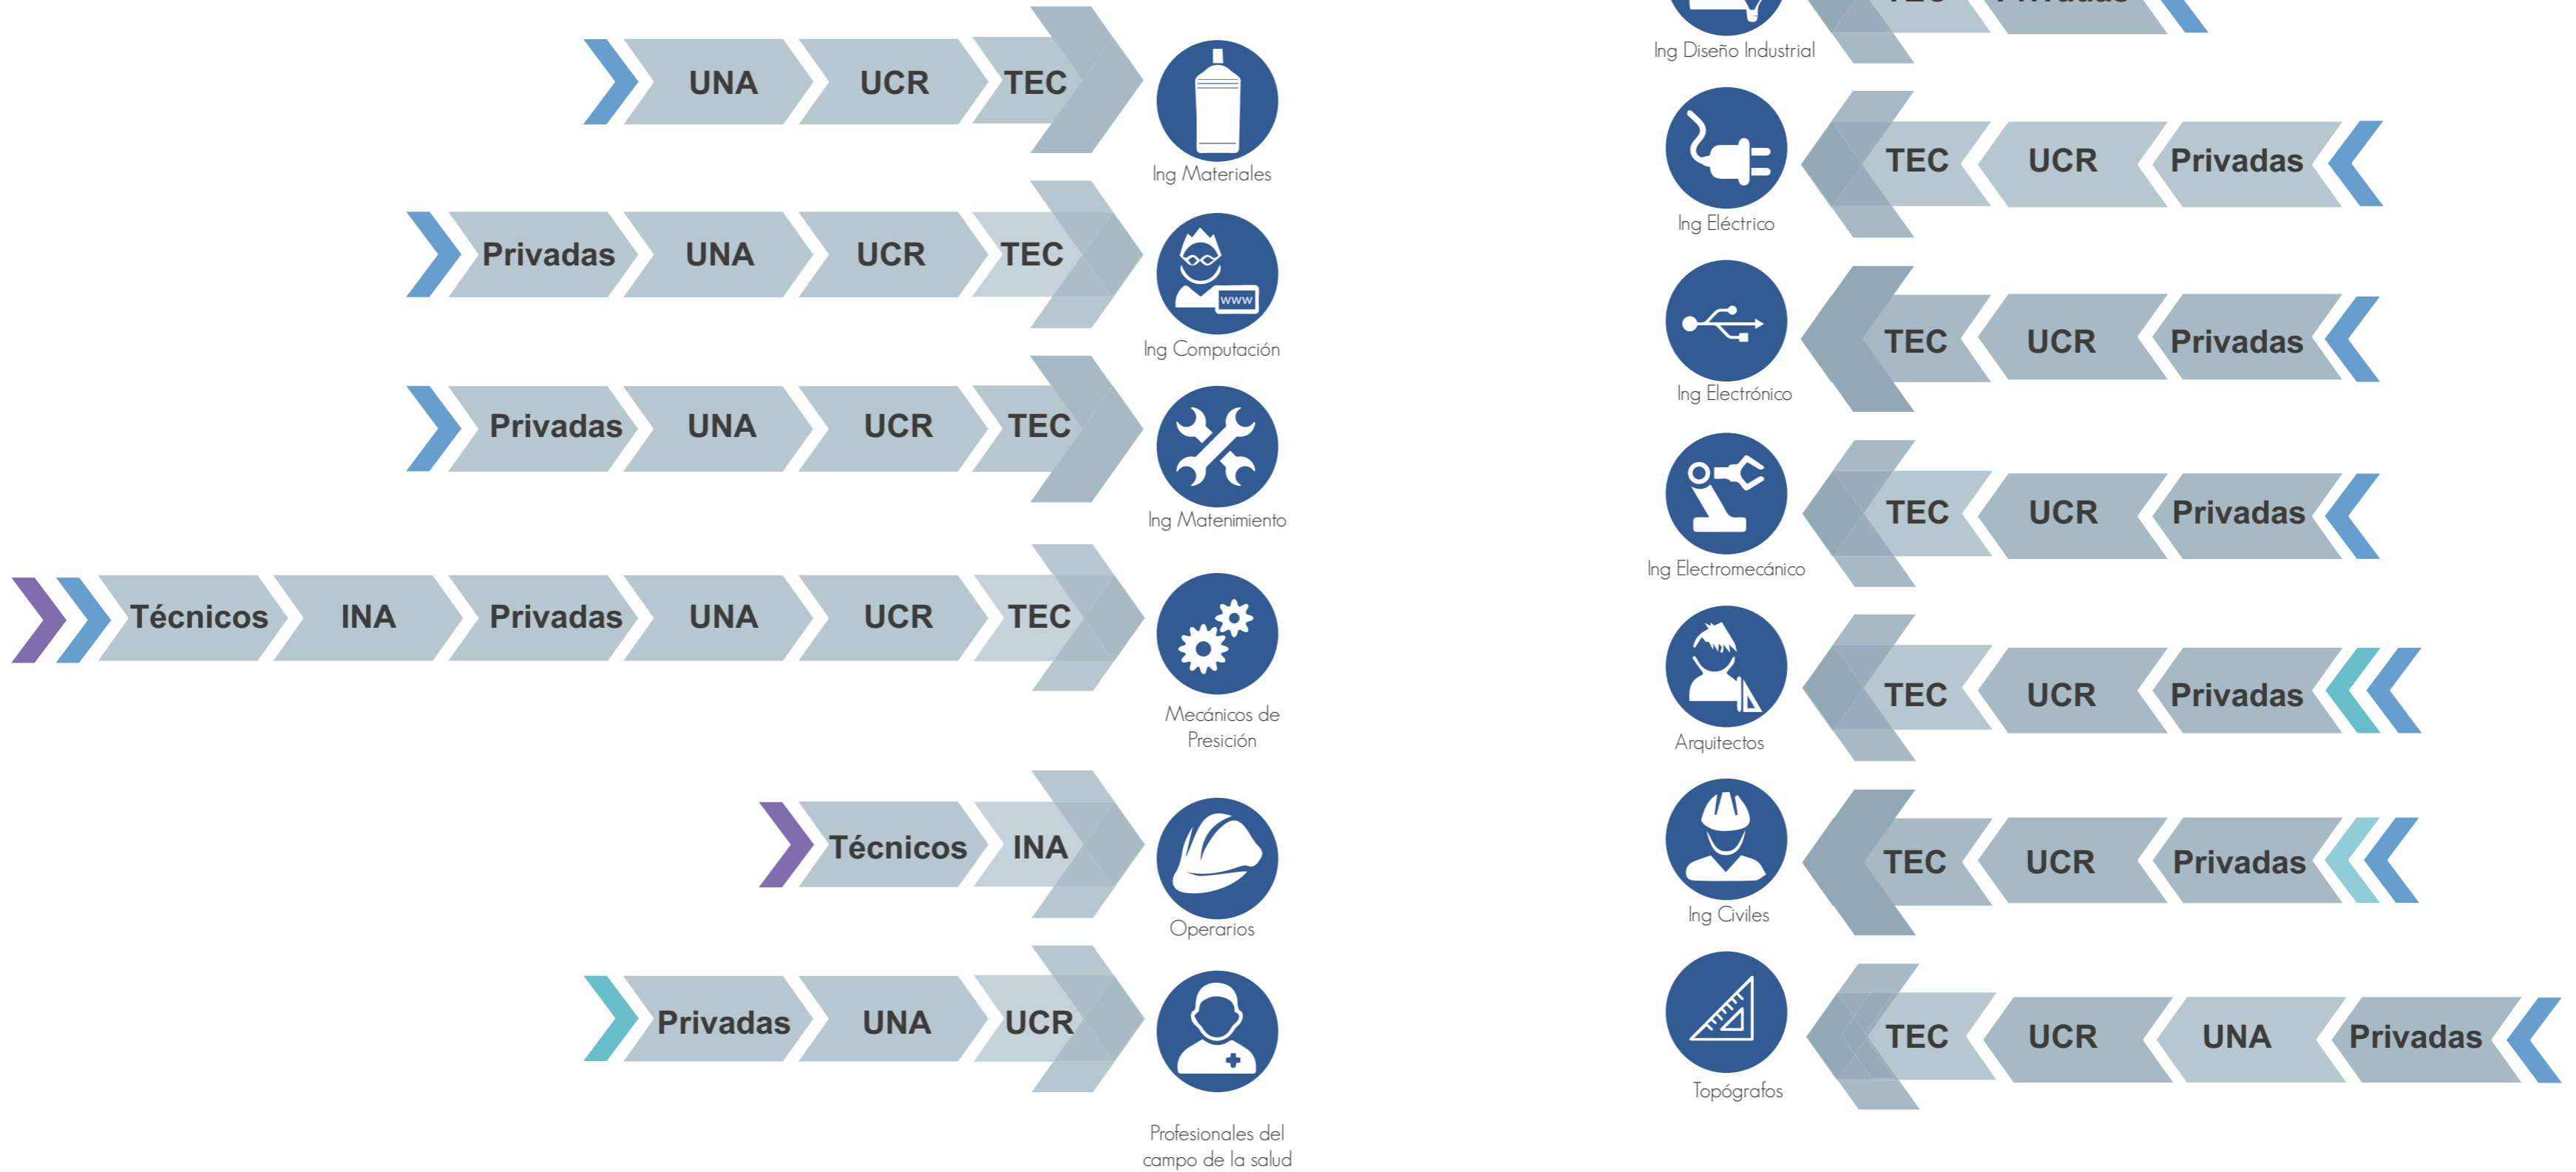 UNA UCR TEC
Ing Materiales
Privadas UNA UCR TEC
www
Ing Computación
Privadas UNA UCR TEC
Ing Matenimiento
Técnicos INA Privadas UNA UCR TEC
Mecánicos de
Presición
Técnicos INA
Operarios
Privadas UNA UCR
Profesionales del
campo de la salud
TEC Privadas
Ing Diseño Industrial
TEC UCR Privadas
Ing Eléctrico
TEC UCR Privadas
Ing Electrónico
TEC UCR Privadas
Ing Electromecánico
TEC UCR Privadas
Arquitectos
TEC UCR Privadas
Ing Civiles
TEC UCR UNA Privadas
Topógrafos